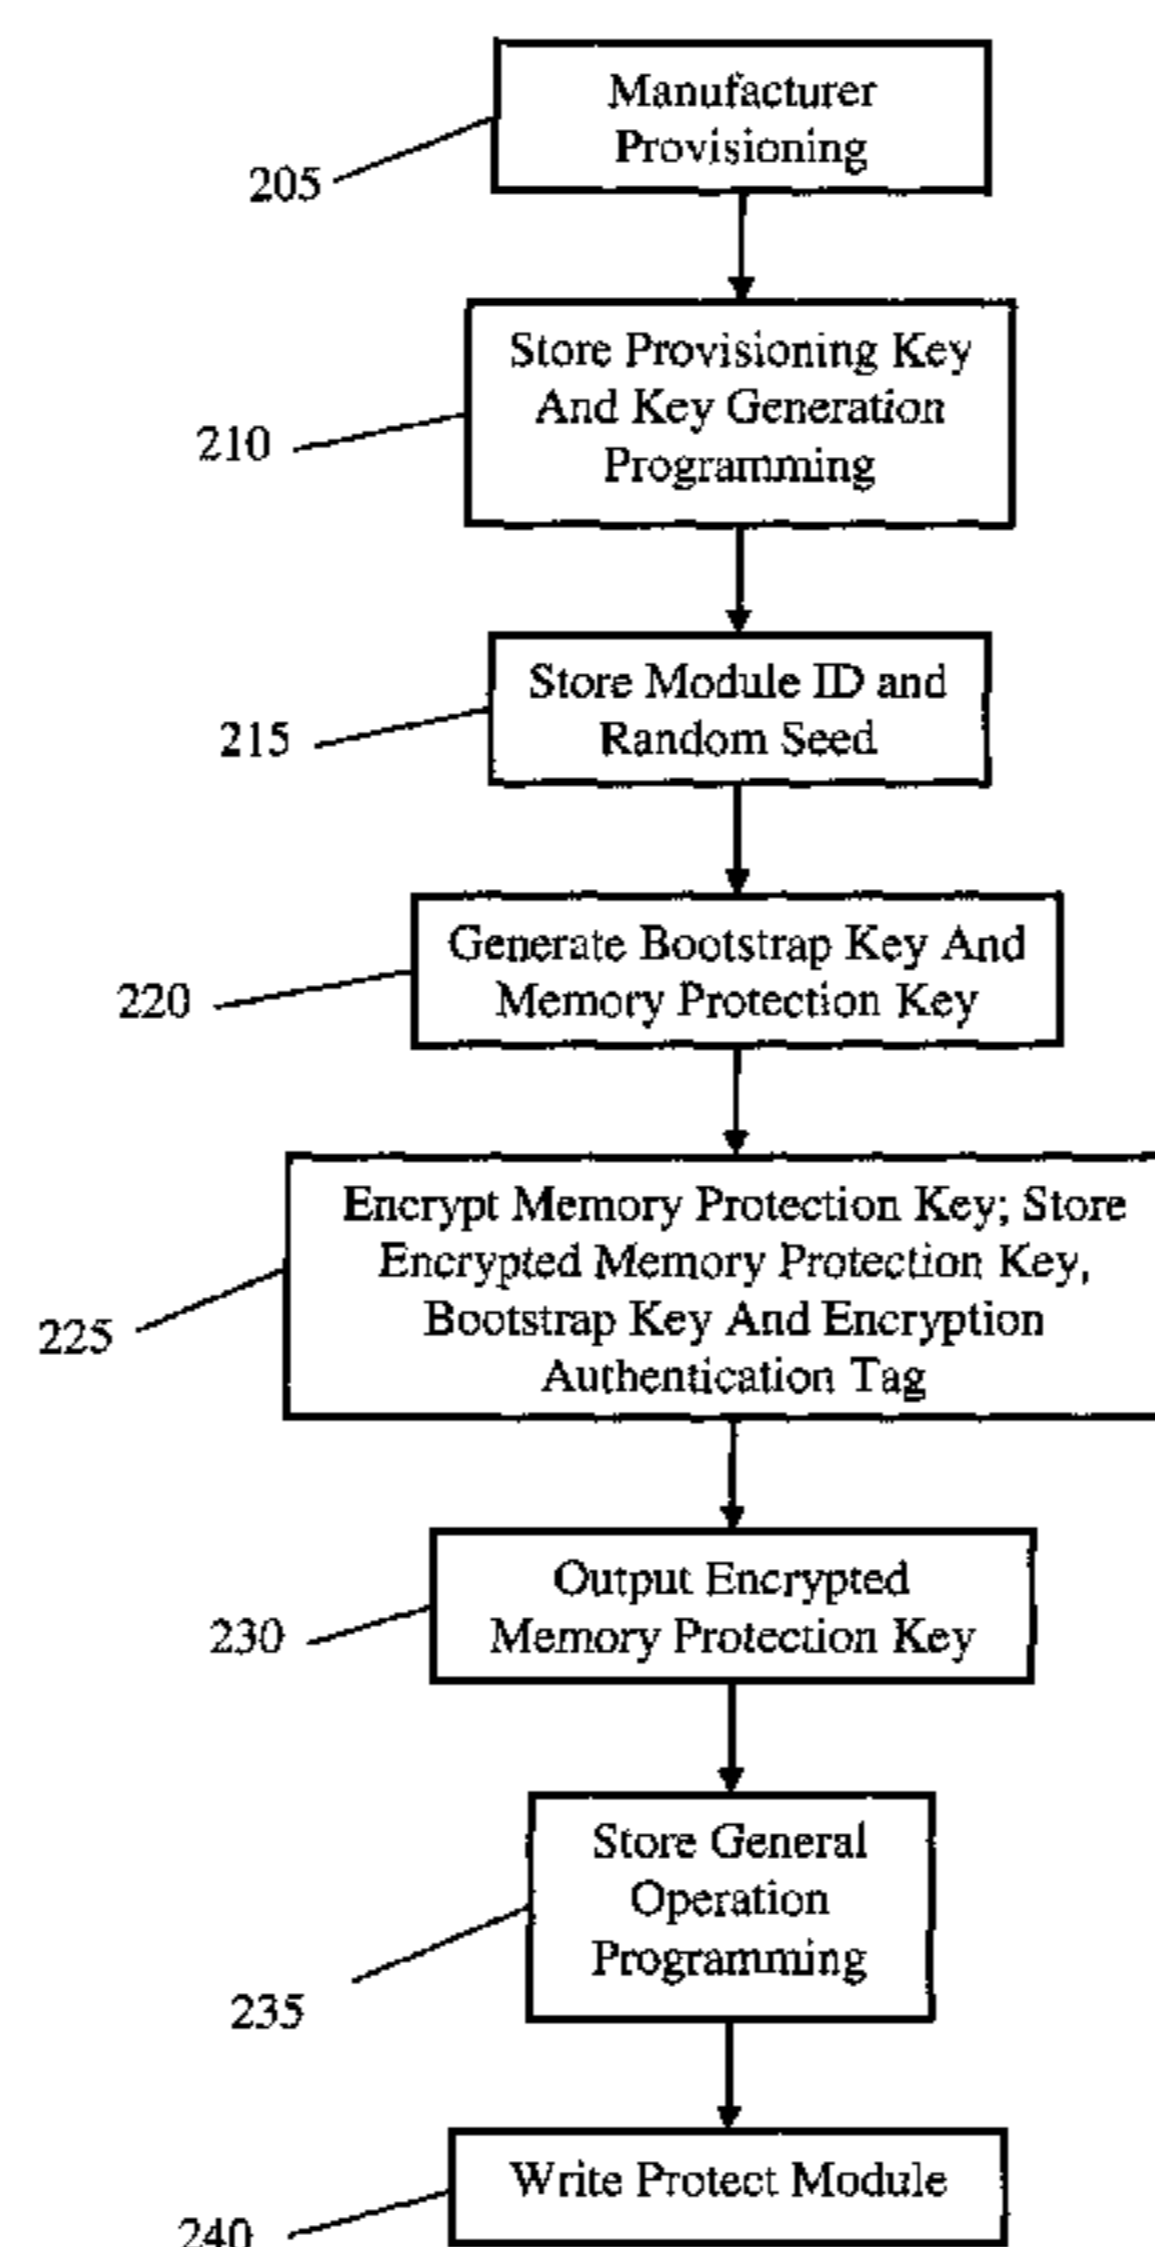 Manufacturer
Provisioning
205
Store Provisioning Key
And Key Generation
Programming
210
Store Module ID and
Random Seed
215
Generate Bootstrap Key And
Memory Protection Key
220
Encrypt Memory Protection Key; Store
Encrypted Memory Protection Key,
Bootstrap Key And Encryption
Authentication Tag
225
Output Encrypted
Memory Protection Key
230
Store General
Operation
Programming
235
Write Protect Module
240